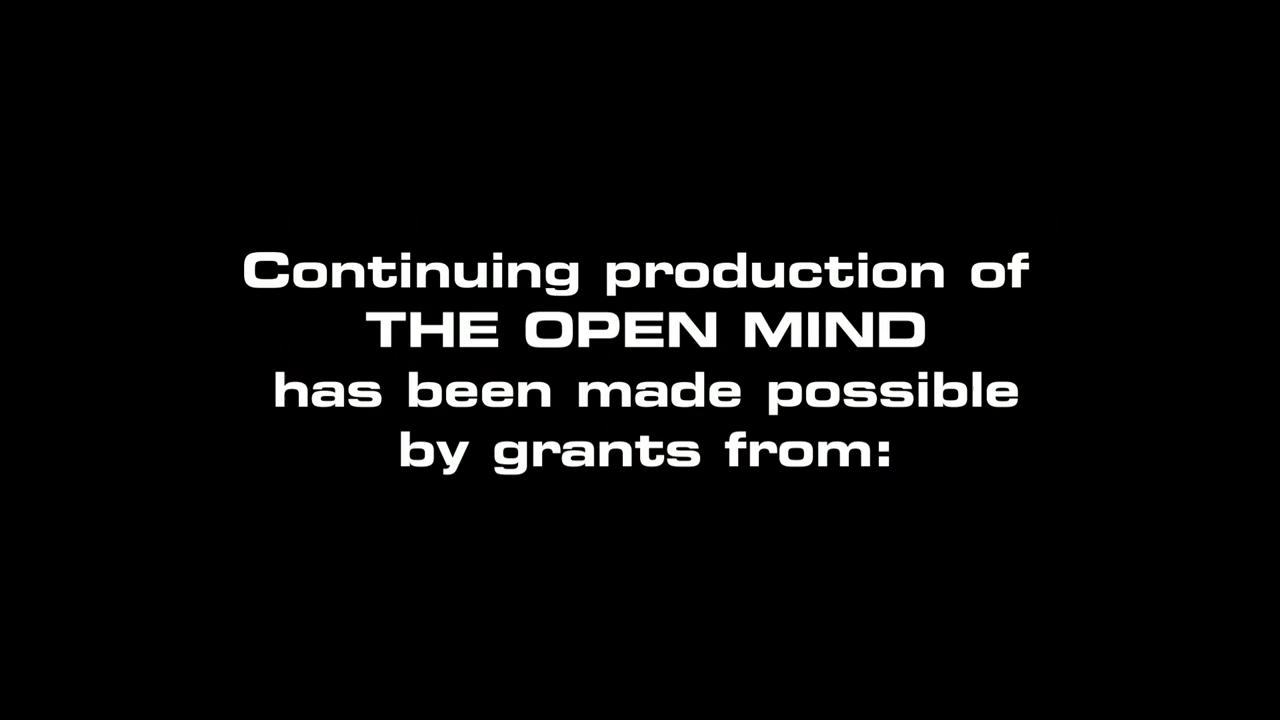 Continuing production of
THE OPEN MIND
has been made possible
by grants from: